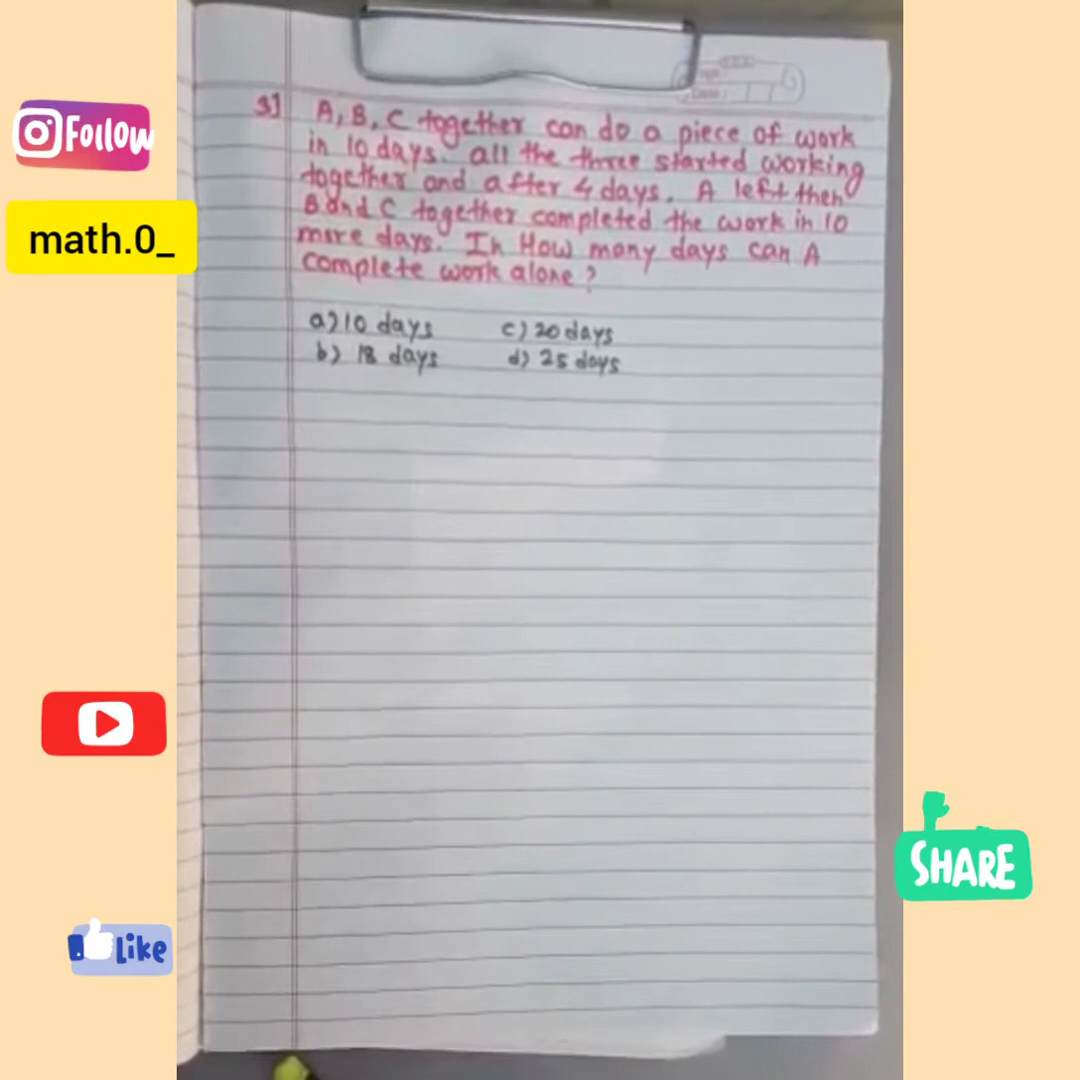 Follow
math.0_
3] A, B, C together can do a piece of work
in 10 days. all the three started working
together and after 4 days. A left then
B and C together completed the work in 10
more days. In How many days can A
complete work alone?
a) 10 days c) 20 days
b) 18 days d) 25 days
SHARE
Like